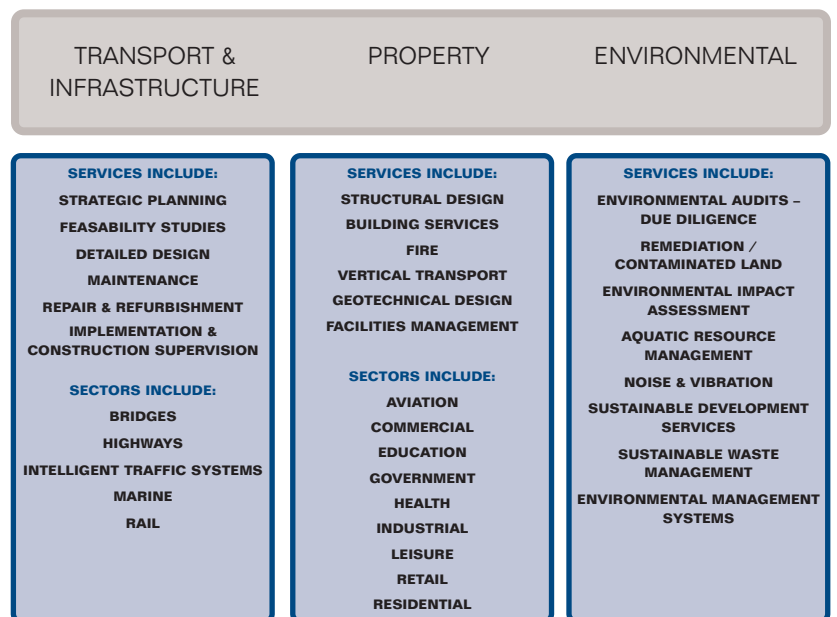 TRANSPORT &
INFRASTRUCTURE
PROPERTY
ENVIRONMENTAL
SERVICES INCLUDE:
STRATEGIC PLANNING
FEASABILITY STUDIES
DETAILED DESIGN
MAINTENANCE
REPAIR & REFURBISHMENT
IMPLEMENTATION &
CONSTRUCTION SUPERVISION
SECTORS INCLUDE:
BRIDGES
HIGHWAYS
INTELLIGENT TRAFFIC SYSTEMS
MARINE
RAIL
SERVICES INCLUDE:
STRUCTURAL DESIGN
BUILDING SERVICES
FIRE
VERTICAL TRANSPORT
GEOTECHNICAL DESIGN
FACILITIES MANAGEMENT
SECTORS INCLUDE:
AVIATION
COMMERCIAL
EDUCATION
GOVERNMENT
HEALTH
INDUSTRIAL
LEISURE
RETAIL
RESIDENTIAL
SERVICES INCLUDE:
ENVIRONMENTAL AUDITS –
DUE DILIGENCE
REMEDIATION /
CONTAMINATED LAND
ENVIRONMENTAL IMPACT
ASSESSMENT
AQUATIC RESOURCE
MANAGEMENT
NOISE & VIBRATION
SUSTAINABLE DEVELOPMENT
SERVICES
SUSTAINABLE WASTE
MANAGEMENT
ENVIRONMENTAL MANAGEMENT
SYSTEMS